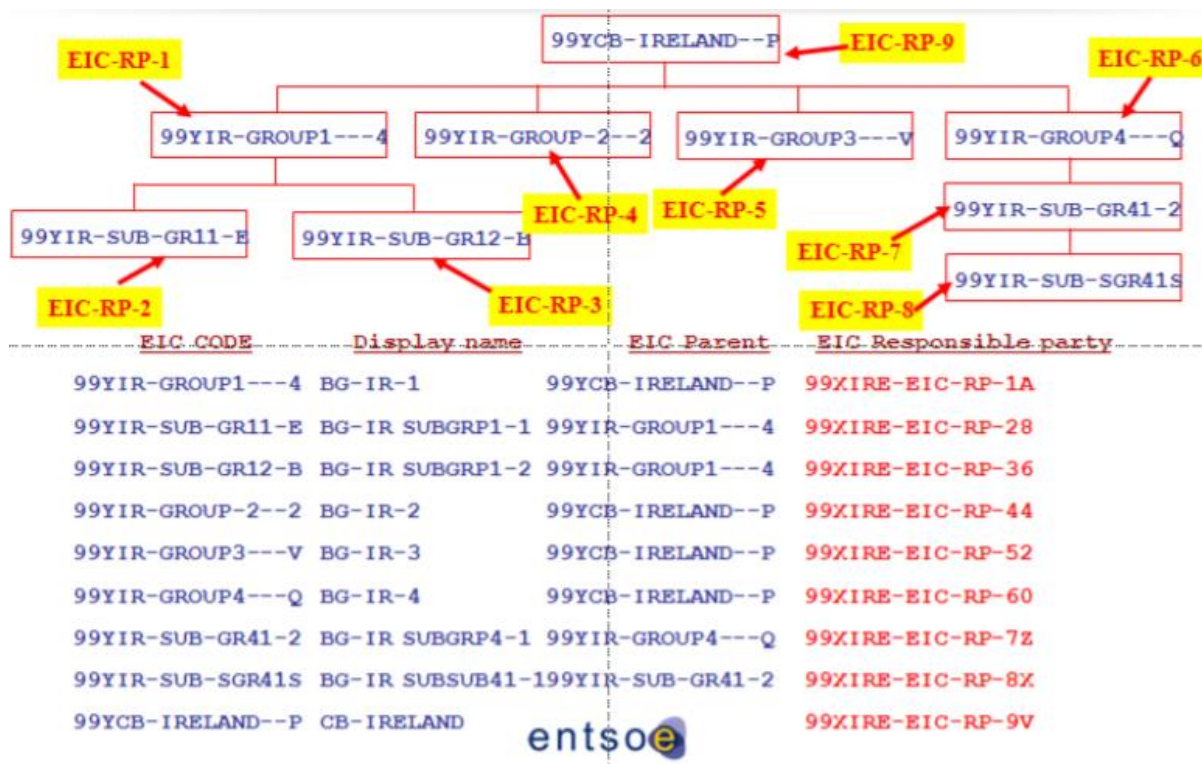 99YCB-IRELAND--P
EIC-RP-9
EIC-RP-1
EIC-RP-6
99YIR-GROUP1---4
99YIR-GROUP-2--2
99YIR-GROUP3---V
99YIR-GROUP4---Q
EIC-RP-4
EIC-RP-5
99YIR-SUB-GR41-2
99YIR-SUB-GR11-E
99YIR-SUB-GR12-B
EIC-RP-7
99YIR-SUB-SGR41S
EIC-RP-2
EIC-RP-3
EIC-RP-8
EIC CODE Display name EIC Parent EIC Responsible party
99YIR-GROUP1---4 BG-IR-1 99YCB-IRELAND--P 99XIRE-EIC-RP-1A
99YIR-SUB-GR11-E BG-IR SUBGRP1-1 99YIR-GROUP1---4 99XIRE-EIC-RP-28
99YIR-SUB-GR12-B BG-IR SUBGRP1-2 99YIR-GROUP1---4 99XIRE-EIC-RP-36
99YIR-GROUP-2--2 BG-IR-2 99YCB-IRELAND--P 99XIRE-EIC-RP-44
99YIR-GROUP3---V BG-IR-3 99YCB-IRELAND--P 99XIRE-EIC-RP-52
99YIR-GROUP4---Q BG-IR-4 99YCB-IRELAND--P 99XIRE-EIC-RP-60
99YIR-SUB-GR41-2 BG-IR SUBGRP4-1 99YIR-GROUP4---Q 99XIRE-EIC-RP-7Z
99YIR-SUB-SGR41S BG-IR SUBSUB41-199YIR-SUB-GR41-2 99XIRE-EIC-RP-8X
99YCB-IRELAND--P CB-IRELAND 99XIRE-EIC-RP-9V
entsoe